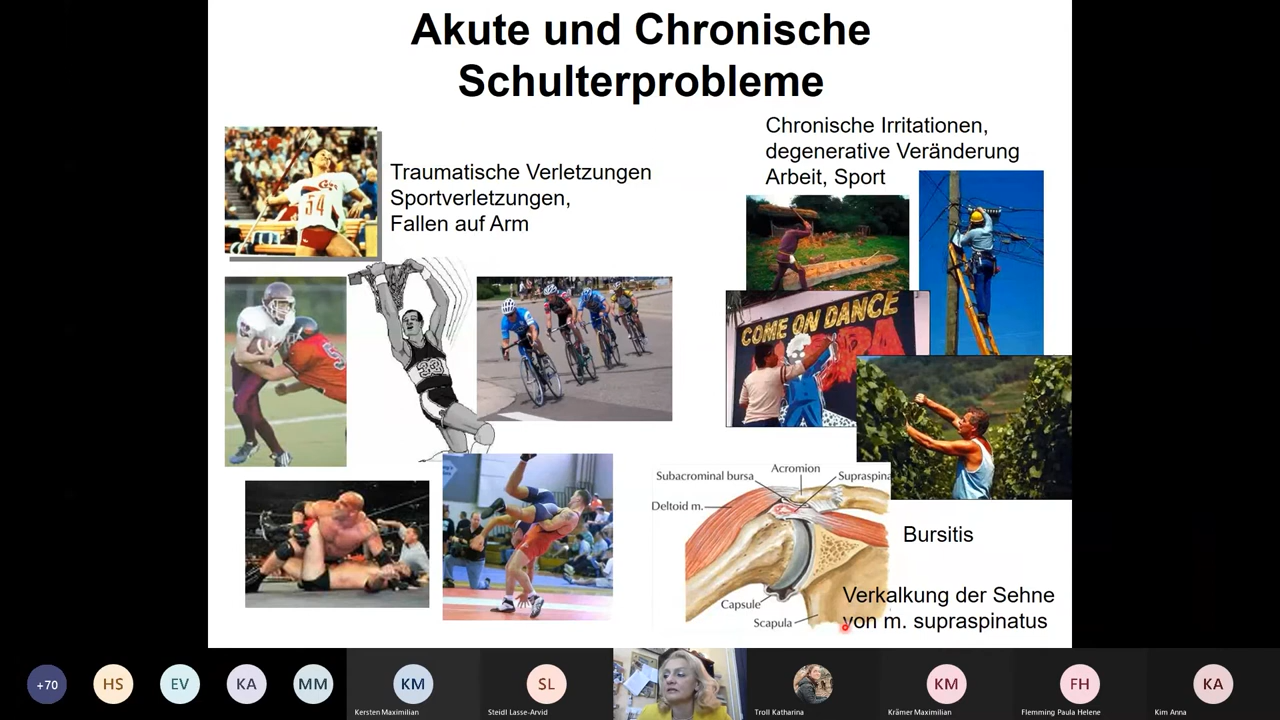 Akute und Chronische
Schulterprobleme
Traumatische Verletzungen
Sportverletzungen,
Fallen auf Arm
Chronische Irritationen,
degenerative Veränderung
Arbeit, Sport
54
33
COME ON DANCE
Subacrominal bursa
Acromion
Supraspina
Deltoid m.
Capsule
Scapula
Bursitis
Verkalkung der Sehne
von m. supraspinatus
+70
HS
EV
KA
MM
KM
Kersten Maximilian
SL
Steidl Lasse-Arvid
Troll Katharina
KM
Krämer Maximilian
FH
Flemming Paula Helene
KA
Kim Anna